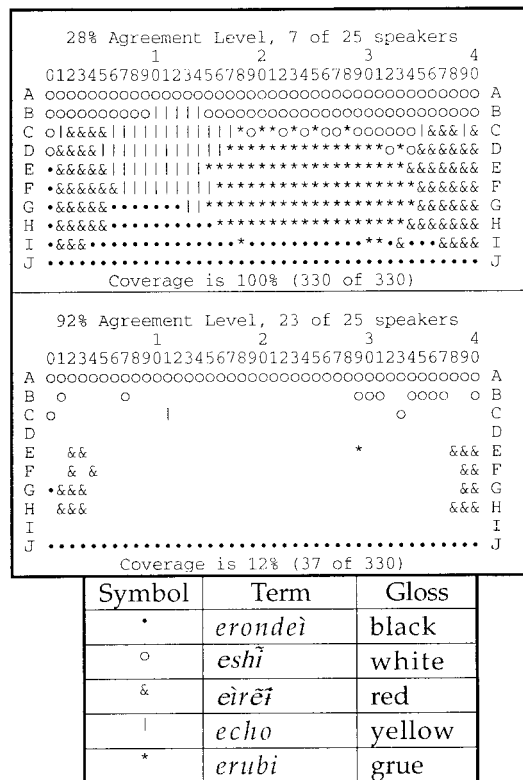 28% Agreement Level, 7 of 25 speakers
1 2 3 4
01234567890123456789012345678901234567890
A ooooooooooooooooooooooooooooooooooooooooo A
B oooooooooo|||||oooooooooooooooooooooooooo B
C o|&&&&||||||||||||*o**o*o*oo*oooooo|&&&|& C
D o&&&&||||||||||||***************o*&&&&&&& D
E •&&&&&|||||||||*******************&&&&&&& E
F •&&&&&|||||||||*******************&&&&&&& F
G •&&&&&•••••••||*******************&&&&&&& G
H •&&&&&••••••••••******************&&&&&&& H
I •&&&••••••••••••••*•••••••••••**•&•••&&&& I
J ••••••••••••••••••••••••••••••••••••••••• J
Coverage is 100% (330 of 330)
92% Agreement Level, 23 of 25 speakers
1 2 3 4
01234567890123456789012345678901234567890
A ooooooooooooooooooooooooooooooooooooooooo A
B  o     o                     ooo  oooo  o B
C o          |                     o        C
D                                           D
E   &&                         *        &&& E
F   & &                                  && F
G •&&&                                   && G
H  &&&                                  &&& H
I                                           I
J ••••••••••••••••••••••••••••••••••••••••• J
Coverage is 12% (37 of 330)
Symbol Term Gloss
• erondeì black
o eshĩ̀ white
& eìrẽĩ́ red
| echo yellow
* erubi grue